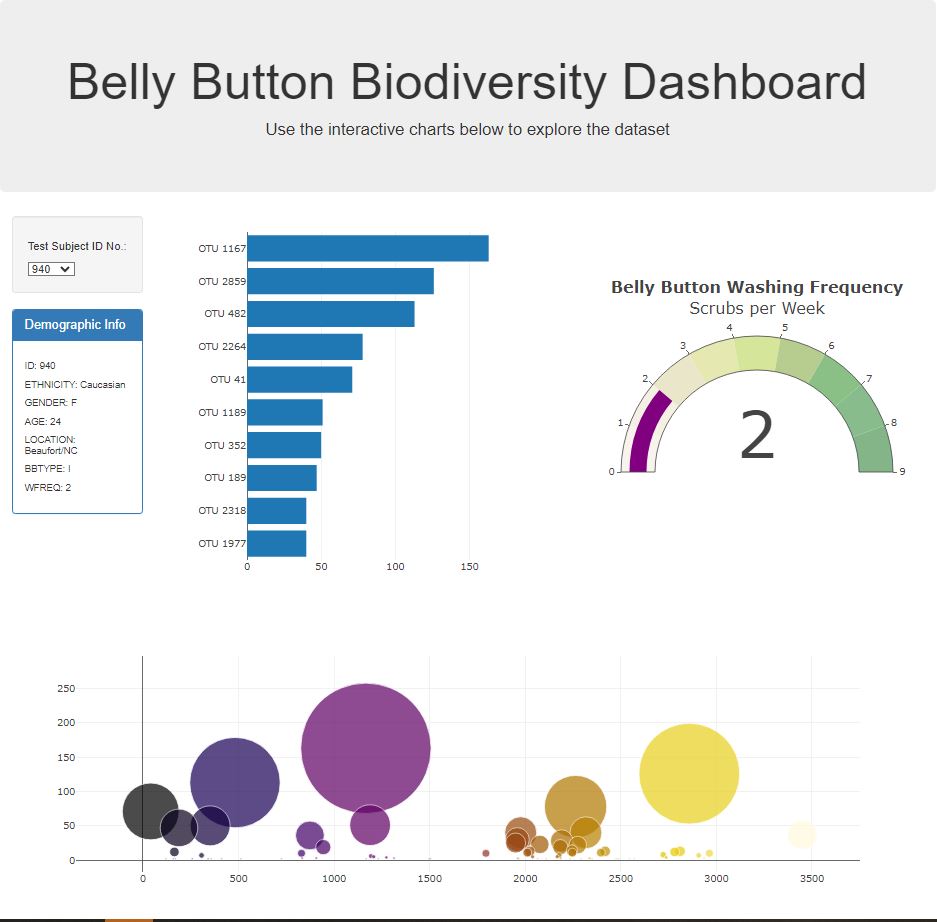 Belly Button Biodiversity Dashboard
Use the interactive charts below to explore the dataset
Test Subject ID No.:
940
Demographic Info
ID: 940
ETHNICITY: Caucasian
GENDER: F
AGE: 24
LOCATION:
Beaufort/NC
BBTYPE: I
WFREQ: 2
OTU 1167
OTU 2859
OTU 482
OTU 2264
OTU 41
OTU 1189
OTU 352
OTU 189
OTU 2318
OTU 1977
0 50 100 150
Belly Button Washing Frequency
Scrubs per Week
0
1
2
3
4
5
6
7
8
9
2
250
200
150
100
50
0
0 500 1000 1500 2000 2500 3000 3500